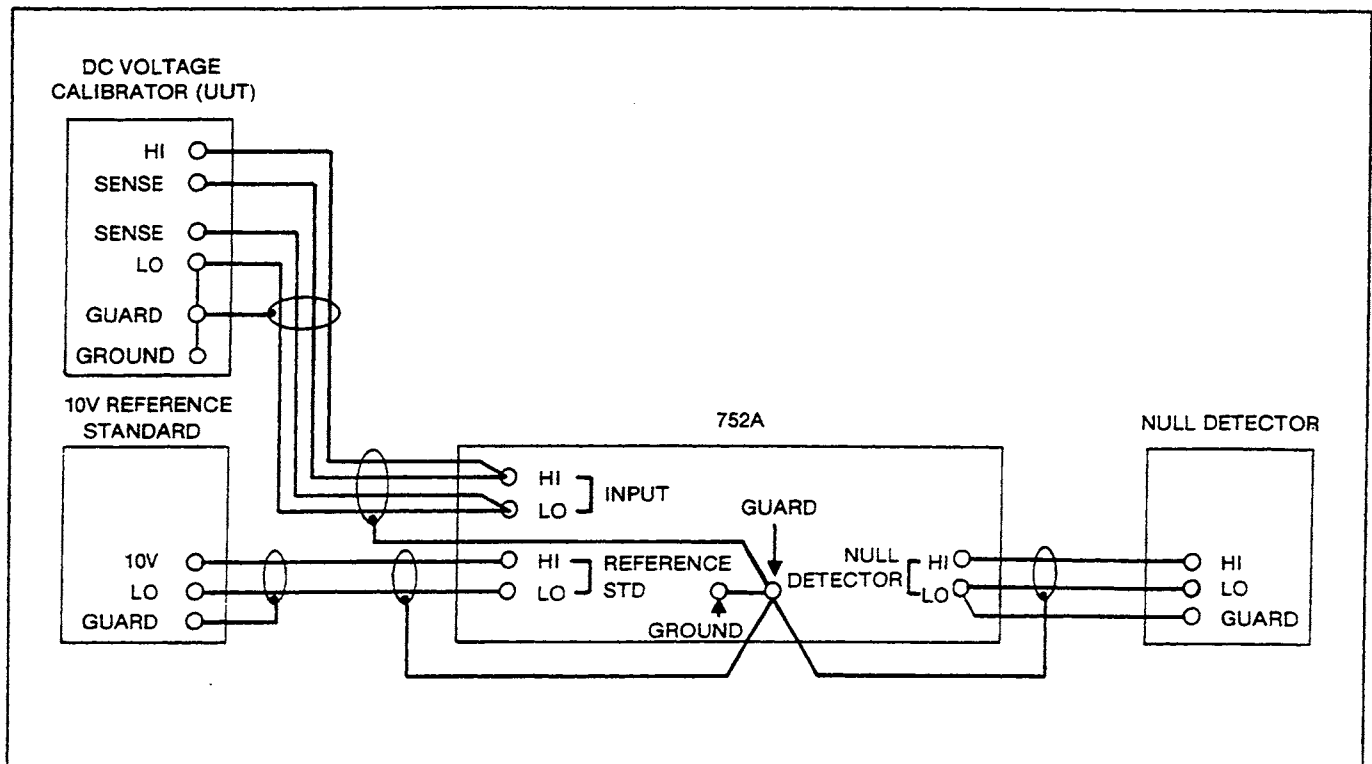 DC VOLTAGE
CALIBRATOR (UUT)
HI
SENSE
SENSE
LO
GUARD
GROUND
10V REFERENCE
STANDARD
10V
LO
GUARD
752A
HI
LO
INPUT
HI
LO
REFERENCE
STD
GROUND
GUARD
NULL
DETECTOR
HI
LO
NULL DETECTOR
HI
LO
GUARD